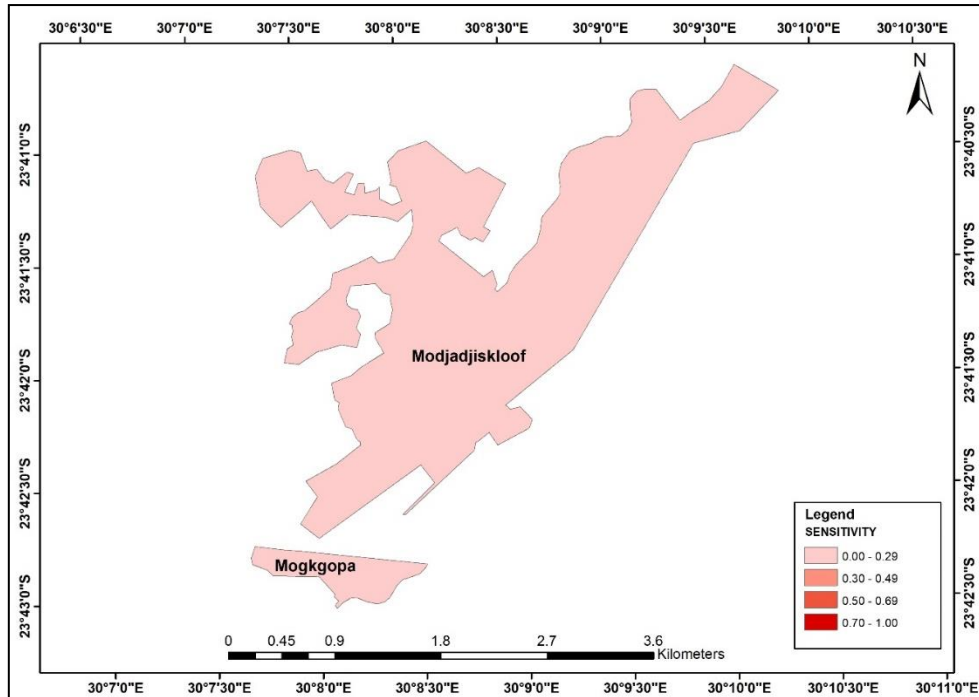 30°6'30"E 30°7'0"E 30°7'30"E 30°8'0"E 30°8'30"E 30°9'0"E 30°9'30"E 30°10'0"E 30°10'30"E
N
23°41'0"S
23°41'30"S
23°42'0"S
23°42'30"S
23°43'0"S
23°40'30"S
23°41'0"S
23°41'30"S
23°42'0"S
23°42'30"S
Modjadjiskloof
Mogkgopa
Legend
SENSITIVITY
0.00 - 0.29
0.30 - 0.49
0.50 - 0.69
0.70 - 1.00
0 0.45 0.9 1.8 2.7 3.6
Kilometers
30°7'0"E 30°7'30"E 30°8'0"E 30°8'30"E 30°9'0"E 30°9'30"E 30°10'0"E 30°10'30"E 30°11'0"E